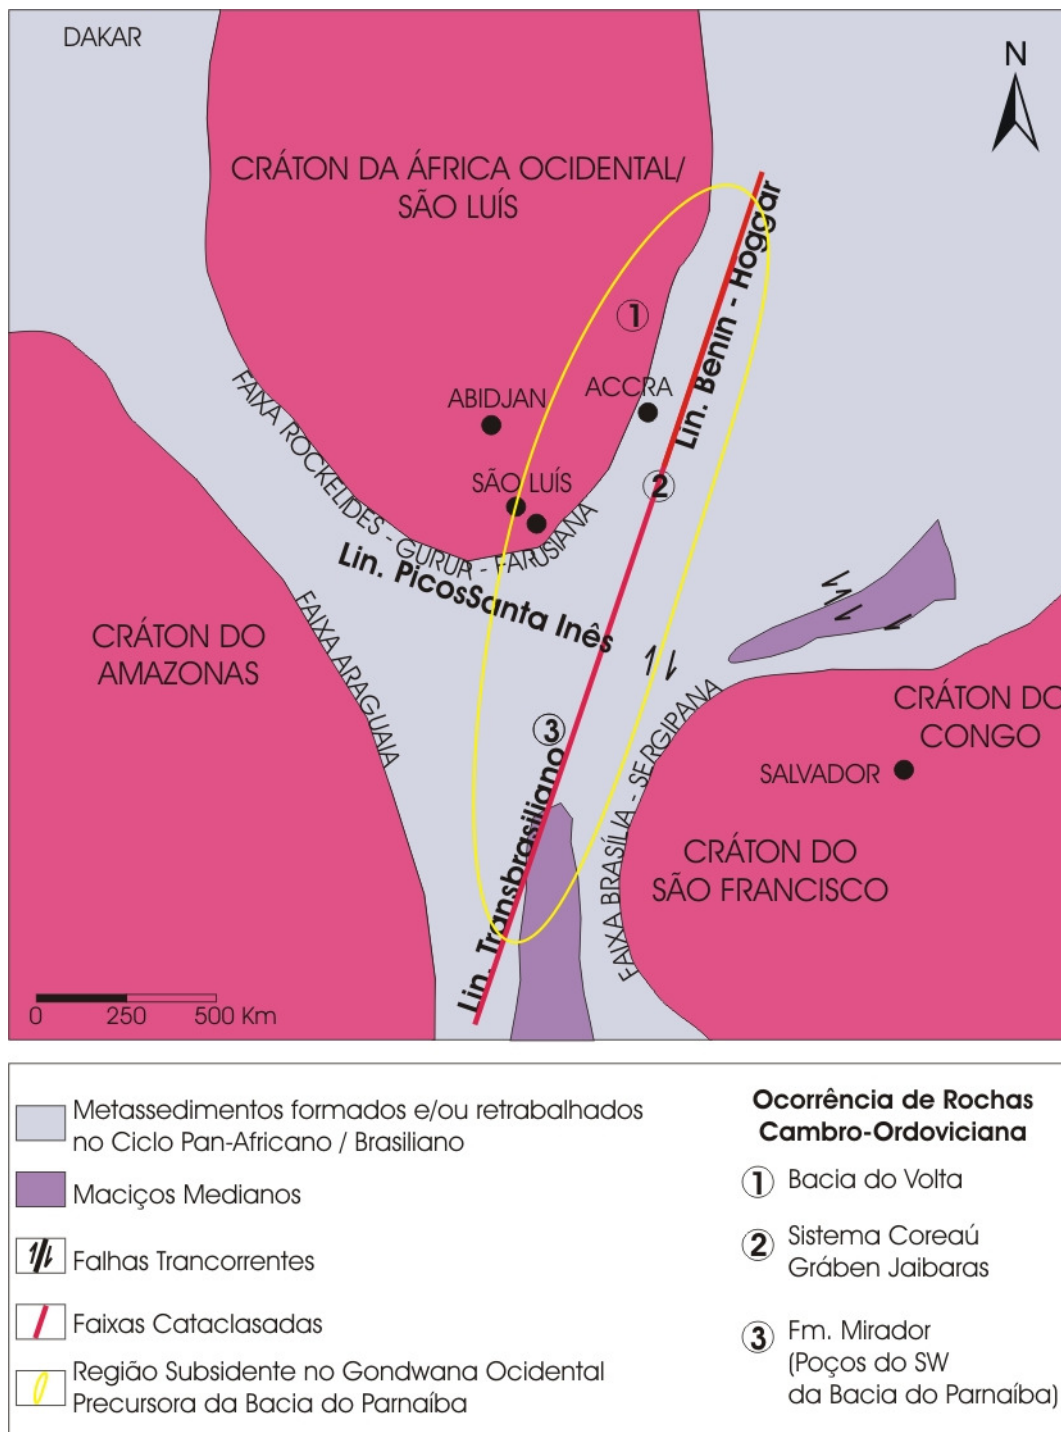 DAKAR
N
CRÁTON DA ÁFRICA OCIDENTAL/
SÃO LUÍS
Lin. Benin - Hoggar
1
ABIDJAN
ACCRA
FAIXA ROCKELIDES - GURUP - FARUSIANA
SÃO LUÍS
2
Lin. PicosSanta Inês
CRÁTON DO
AMAZONAS
FAIXA ARAGUAIA
CRÁTON DO
CONGO
3
SALVADOR
Lin. Transbrasiliano
FAIXA BRASÍLIA - SERGIPANA
CRÁTON DO
SÃO FRANCISCO
0 250 500 Km
Metassedimentos formados e/ou retrabalhados
no Ciclo Pan-Africano / Brasiliano
Maciços Medianos
Falhas Trancorrentes
Faixas Cataclasadas
Região Subsidente no Gondwana Ocidental
Precursora da Bacia do Parnaíba
Ocorrência de Rochas
Cambro-Ordoviciana
1 Bacia do Volta
2 Sistema Coreaú
Gráben Jaibaras
3 Fm. Mirador
(Poços do SW
da Bacia do Parnaíba)